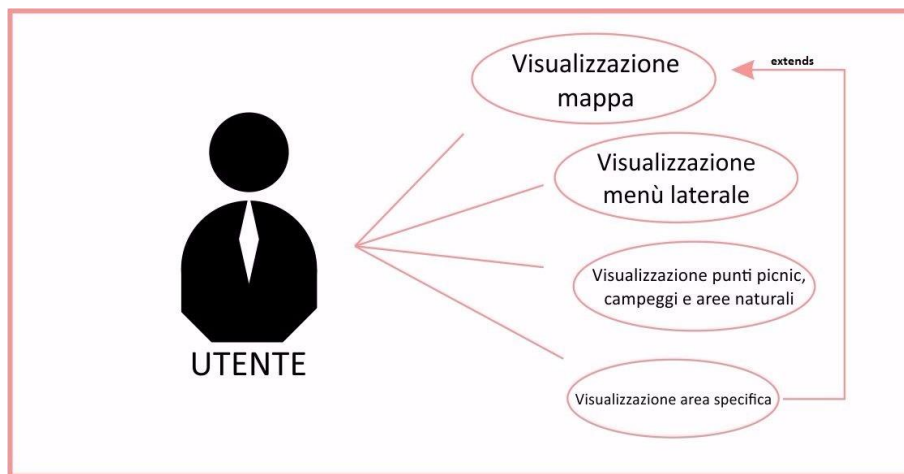 Visualizzazione
mappa
extends
Visualizzazione
menù laterale
Visualizzazione punti picnic,
campeggi e aree naturali
UTENTE
Visualizzazione area specifica